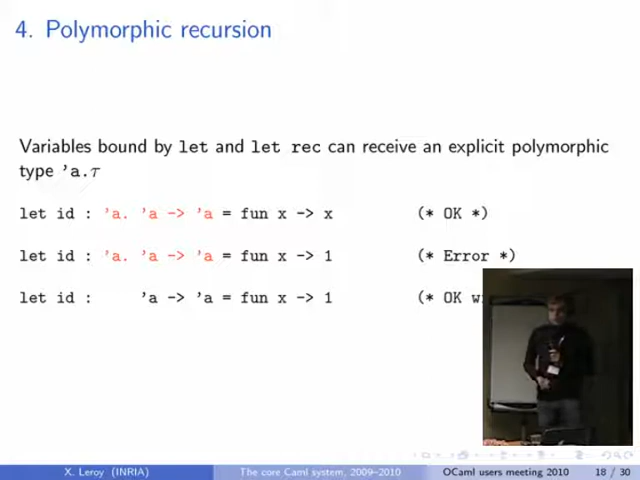 4. Polymorphic recursion
Variables bound by let and let rec can receive an explicit polymorphic
type 'a.τ
let id : 'a. 'a -> 'a = fun x -> x (* OK *)
let id : 'a. 'a -> 'a = fun x -> 1 (* Error *)
let id : 'a -> 'a = fun x -> 1 (* OK
X. Leroy (INRIA) The core Caml system, 2009–2010 OCaml users meeting 2010 18 / 30